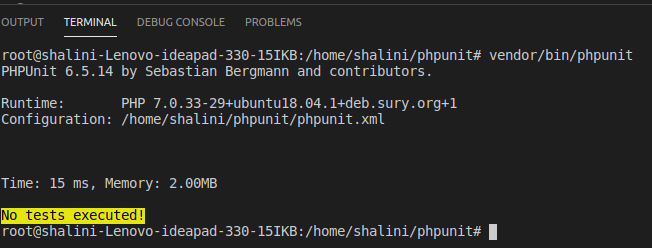 OUTPUT TERMINAL DEBUG CONSOLE PROBLEMS
root@shalini-Lenovo-ideapad-330-15IKB:/home/shalini/phpunit# vendor/bin/phpunit
PHPUnit 6.5.14 by Sebastian Bergmann and contributors.
Runtime:       PHP 7.0.33-29+ubuntu18.04.1+deb.sury.org+1
Configuration: /home/shalini/phpunit/phpunit.xml
Time: 15 ms, Memory: 2.00MB
No tests executed!
root@shalini-Lenovo-ideapad-330-15IKB:/home/shalini/phpunit#